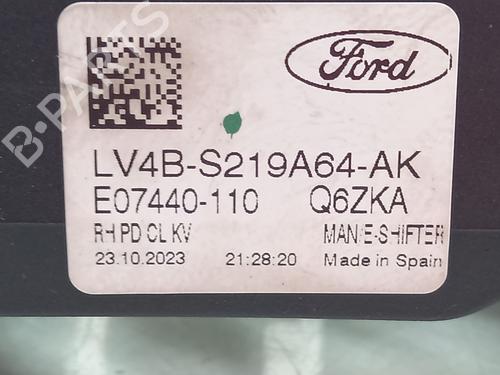 Ford
LV4B-S219A64-AK
E07440-110 Q6ZKA
RH PD CL KV MAN/E-SHIFTER
23.10.2023 21:28:20 Made in Spain
B-PARTS